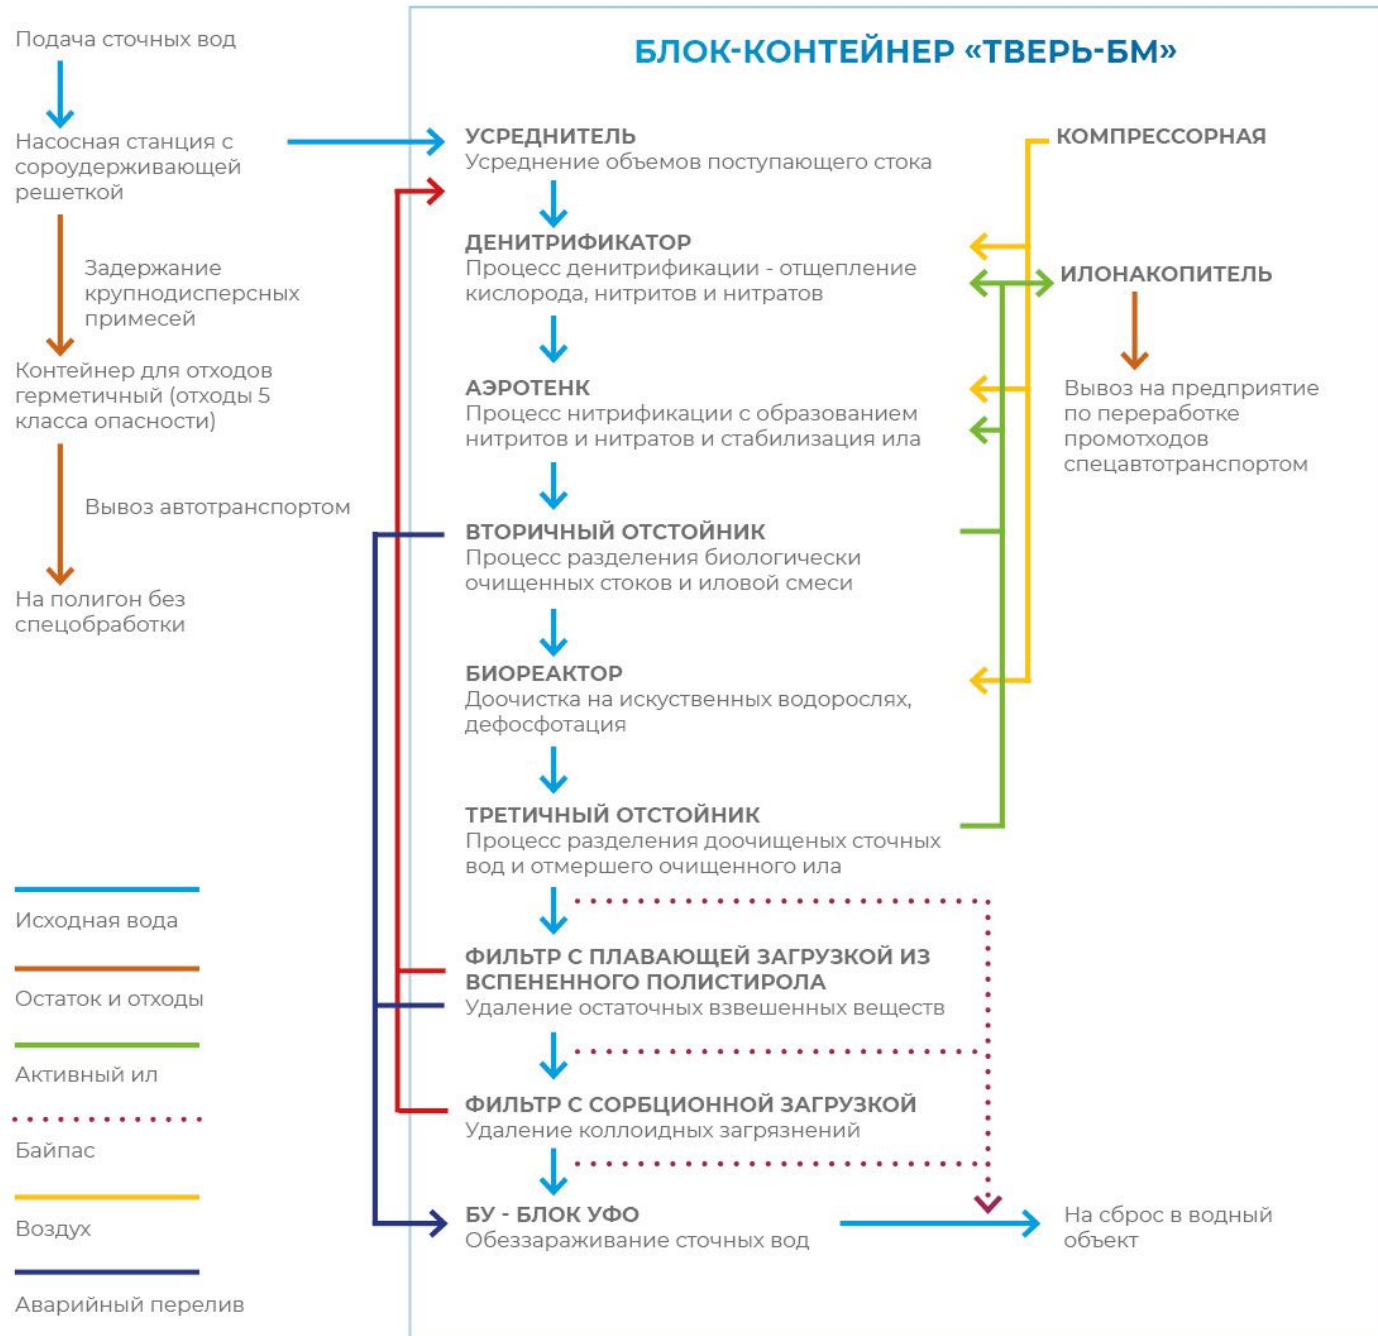 Подача сточных вод
Насосная станция с
сороудерживающей
решеткой
Задержание
крупнодисперсных
примесей
Контейнер для отходов
герметичный (отходы 5
класса опасности)
Вывоз автотранспортом
На полигон без
спецобработки
Исходная вода
Остаток и отходы
Активный ил
Байпас
Воздух
Аварийный перелив
БЛОК-КОНТЕЙНЕР «ТВЕРЬ-БМ»
УСРЕДНИТЕЛЬ
Усреднение объемов поступающего стока
ДЕНИТРИФИКАТОР
Процесс денитрификации - отщепление
кислорода, нитритов и нитратов
АЭРОТЕНК
Процесс нитрификации с образованием
нитритов и нитратов и стабилизация ила
ВТОРИЧНЫЙ ОТСТОЙНИК
Процесс разделения биологически
очищенных стоков и иловой смеси
БИОРЕАКТОР
Доочистка на искуственных водорослях,
дефосфотация
ТРЕТИЧНЫЙ ОТСТОЙНИК
Процесс разделения доочищеных сточных
вод и отмершего очищенного ила
ФИЛЬТР С ПЛАВАЮЩЕЙ ЗАГРУЗКОЙ ИЗ
ВСПЕНЕННОГО ПОЛИСТИРОЛА
Удаление остаточных взвешенных веществ
ФИЛЬТР С СОРБЦИОННОЙ ЗАГРУЗКОЙ
Удаление коллоидных загрязнений
БУ - БЛОК УФО
Обеззараживание сточных вод
КОМПРЕССОРНАЯ
ИЛОНАКОПИТЕЛЬ
Вывоз на предприятие
по переработке
промотходов
спецавтотранспортом
На сброс в водный
объект